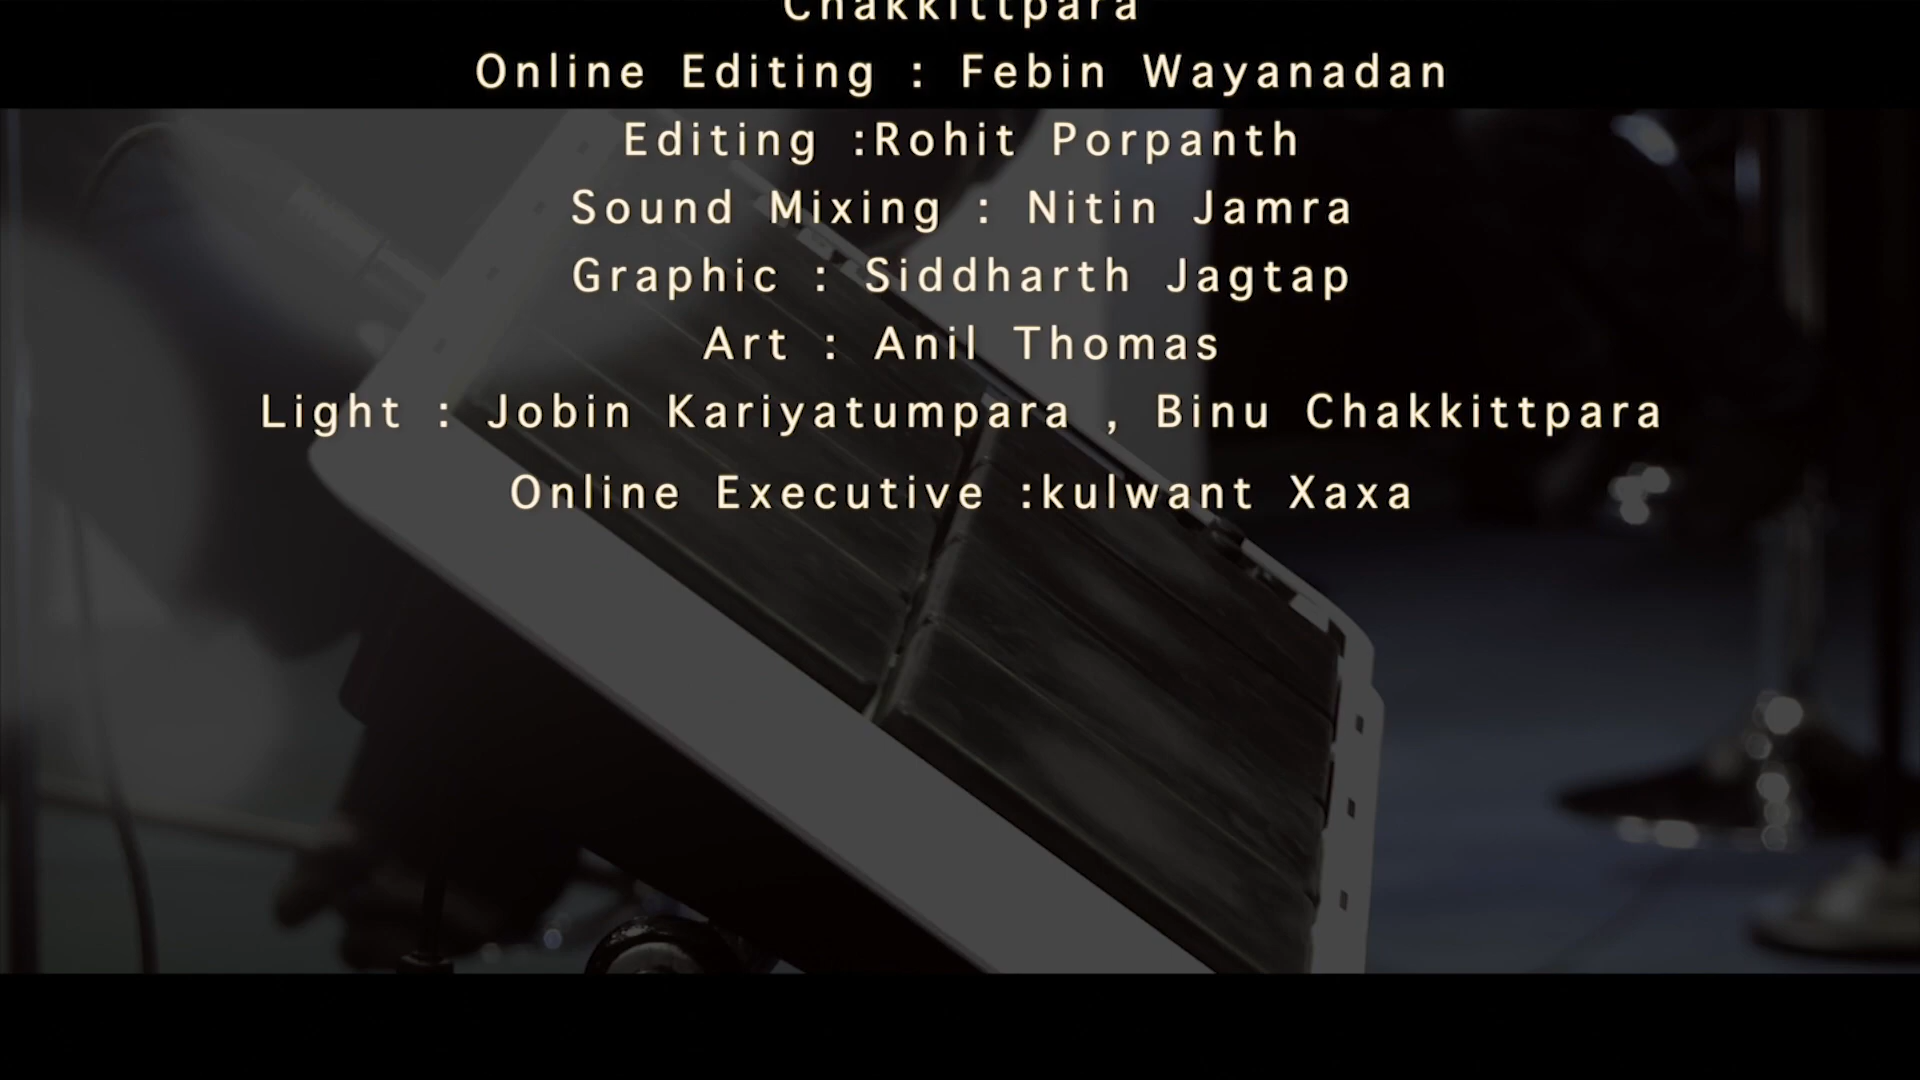 Chakkittpara
Online Editing : Febin Wayanadan
Editing :Rohit Porpanth
Sound Mixing : Nitin Jamra
Graphic : Siddharth Jagtap
Art : Anil Thomas
Light : Jobin Kariyatumpara , Binu Chakkittpara
Online Executive :kulwant Xaxa